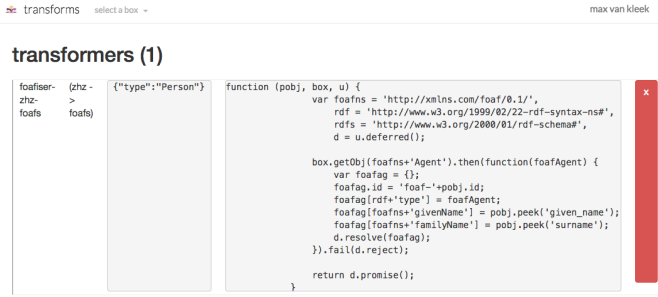 transforms select a box max van kleek
transformers (1)
foafiser-zhz-foafs
(zhz -> foafs)
{"type":"Person"}
function (pobj, box, u) {
var foafns = 'http://xmlns.com/foaf/0.1/',
rdf = 'http://www.w3.org/1999/02/22-rdf-syntax-ns#',
rdfs = 'http://www.w3.org/2000/01/rdf-schema#',
d = u.deferred();
box.getObj(foafns+'Agent').then(function(foafAgent) {
var foafag = {};
foafag.id = 'foaf-'+pobj.id;
foafag[rdf+'type'] = foafAgent;
foafag[foafns+'givenName'] = pobj.peek('given_name');
foafag[foafns+'familyName'] = pobj.peek('surname');
d.resolve(foafag);
}).fail(d.reject);
return d.promise();
}
x